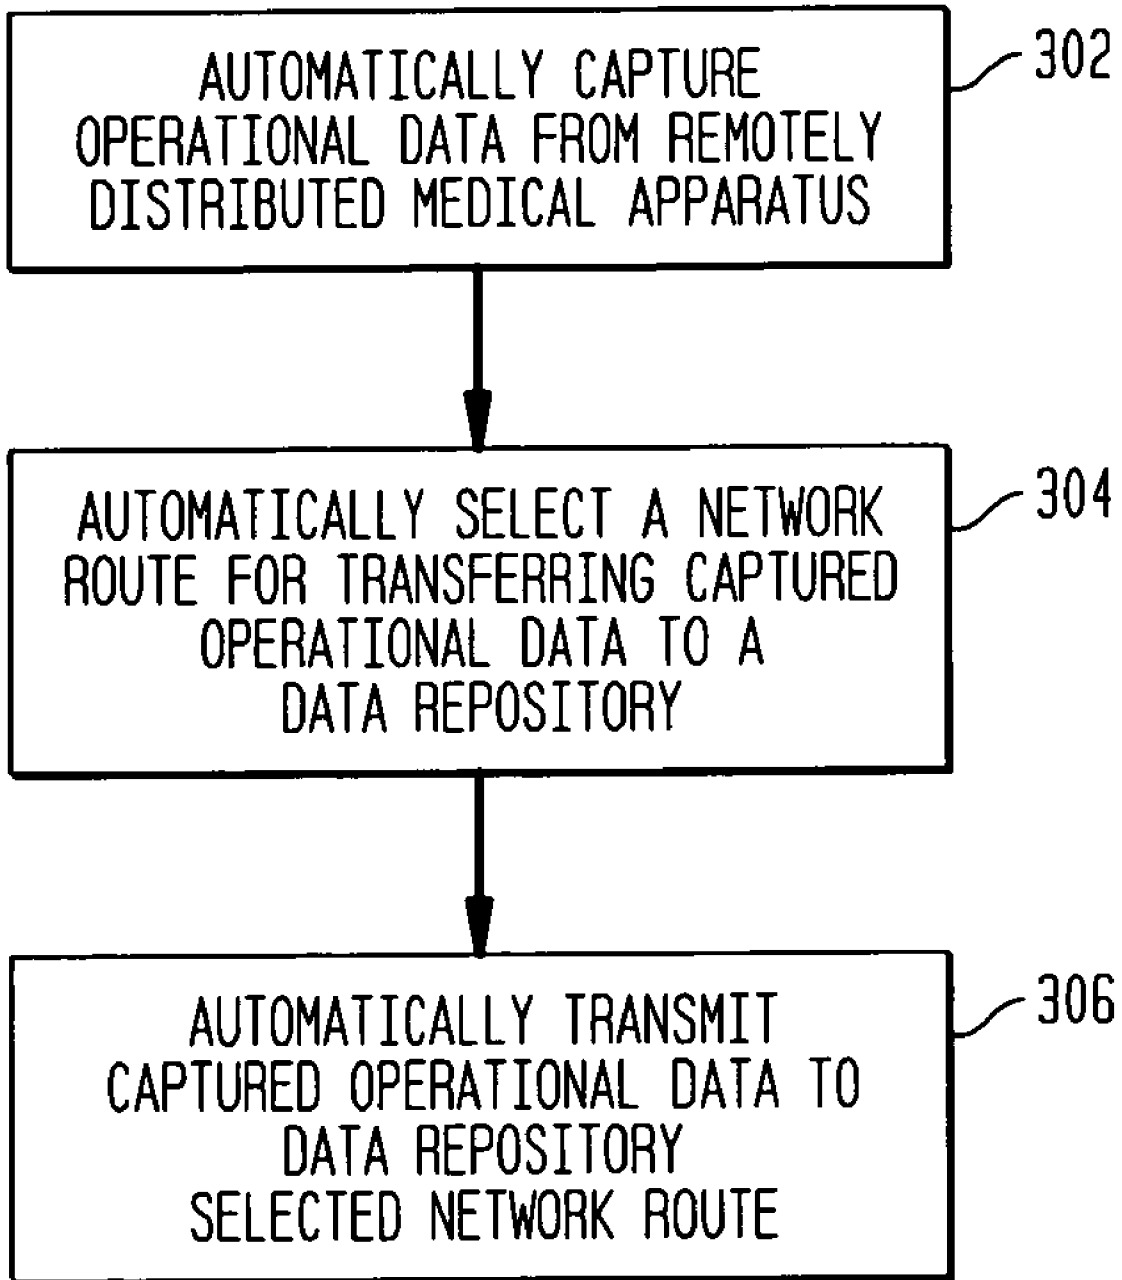 AUTOMATICALLY CAPTURE
OPERATIONAL DATA FROM REMOTELY
DISTRIBUTED MEDICAL APPARATUS
302
AUTOMATICALLY SELECT A NETWORK
ROUTE FOR TRANSFERRING CAPTURED
OPERATIONAL DATA TO A
DATA REPOSITORY
304
AUTOMATICALLY TRANSMIT
CAPTURED OPERATIONAL DATA TO
DATA REPOSITORY
SELECTED NETWORK ROUTE
306